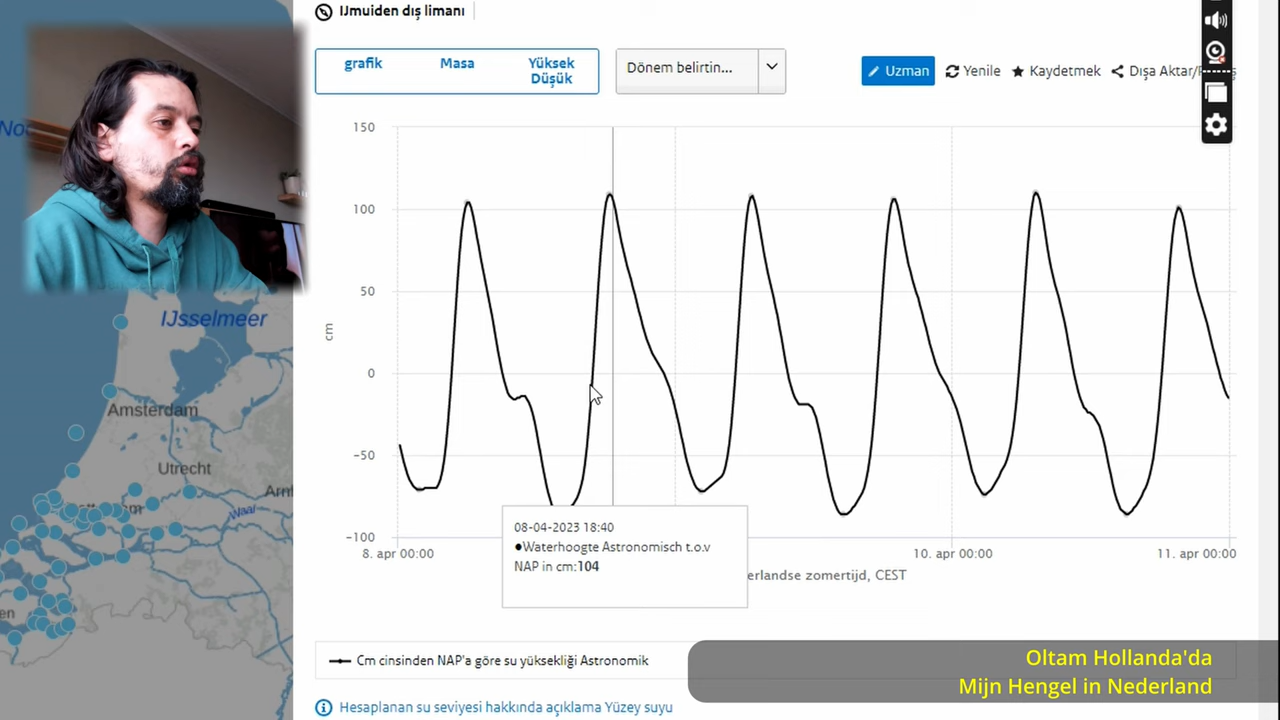 IJmuiden dış limanı
grafik
Masa
Yüksek
Düşük
Dönem belirtin...
Uzman
Yenile
Kaydetmek
Dışa Aktar/
150
100
50
0
−50
−100
cm
8. apr 00:00
10. apr 00:00
11. apr 00:00
erlandse zomertijd, CEST
08-04-2023 18:40
●Waterhoogte Astronomisch t.o.v
NAP in cm:104
Cm cinsinden NAP'a göre su yüksekliği Astronomik
Hesaplanan su seviyesi hakkında açıklama Yüzey suyu
IJsselmeer
Amsterdam
Utrecht
Waal
Oltam Hollanda'da
Mijn Hengel in Nederland